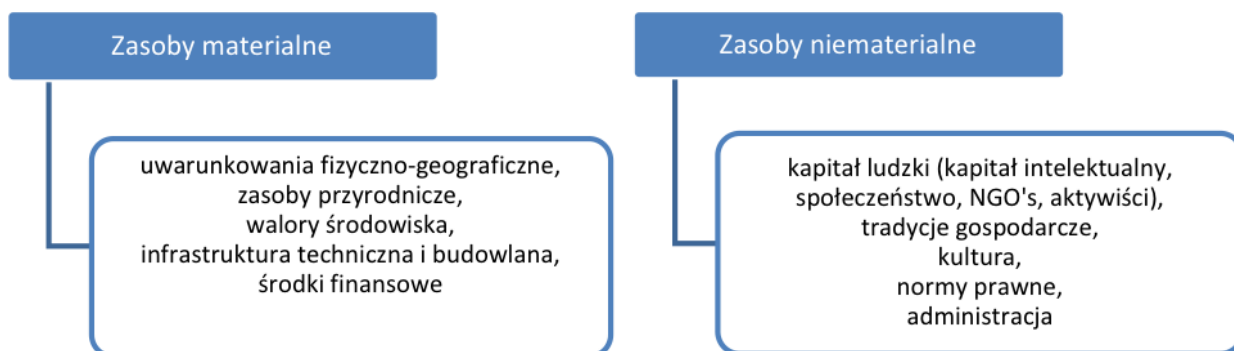 Zasoby materialne
uwarunkowania fizyczno-geograficzne,
zasoby przyrodnicze,
walory środowiska,
infrastruktura techniczna i budowlana,
środki finansowe
Zasoby niematerialne
kapitał ludzki (kapitał intelektualny,
społeczeństwo, NGO's, aktywiści),
tradycje gospodarcze,
kultura,
normy prawne,
administracja